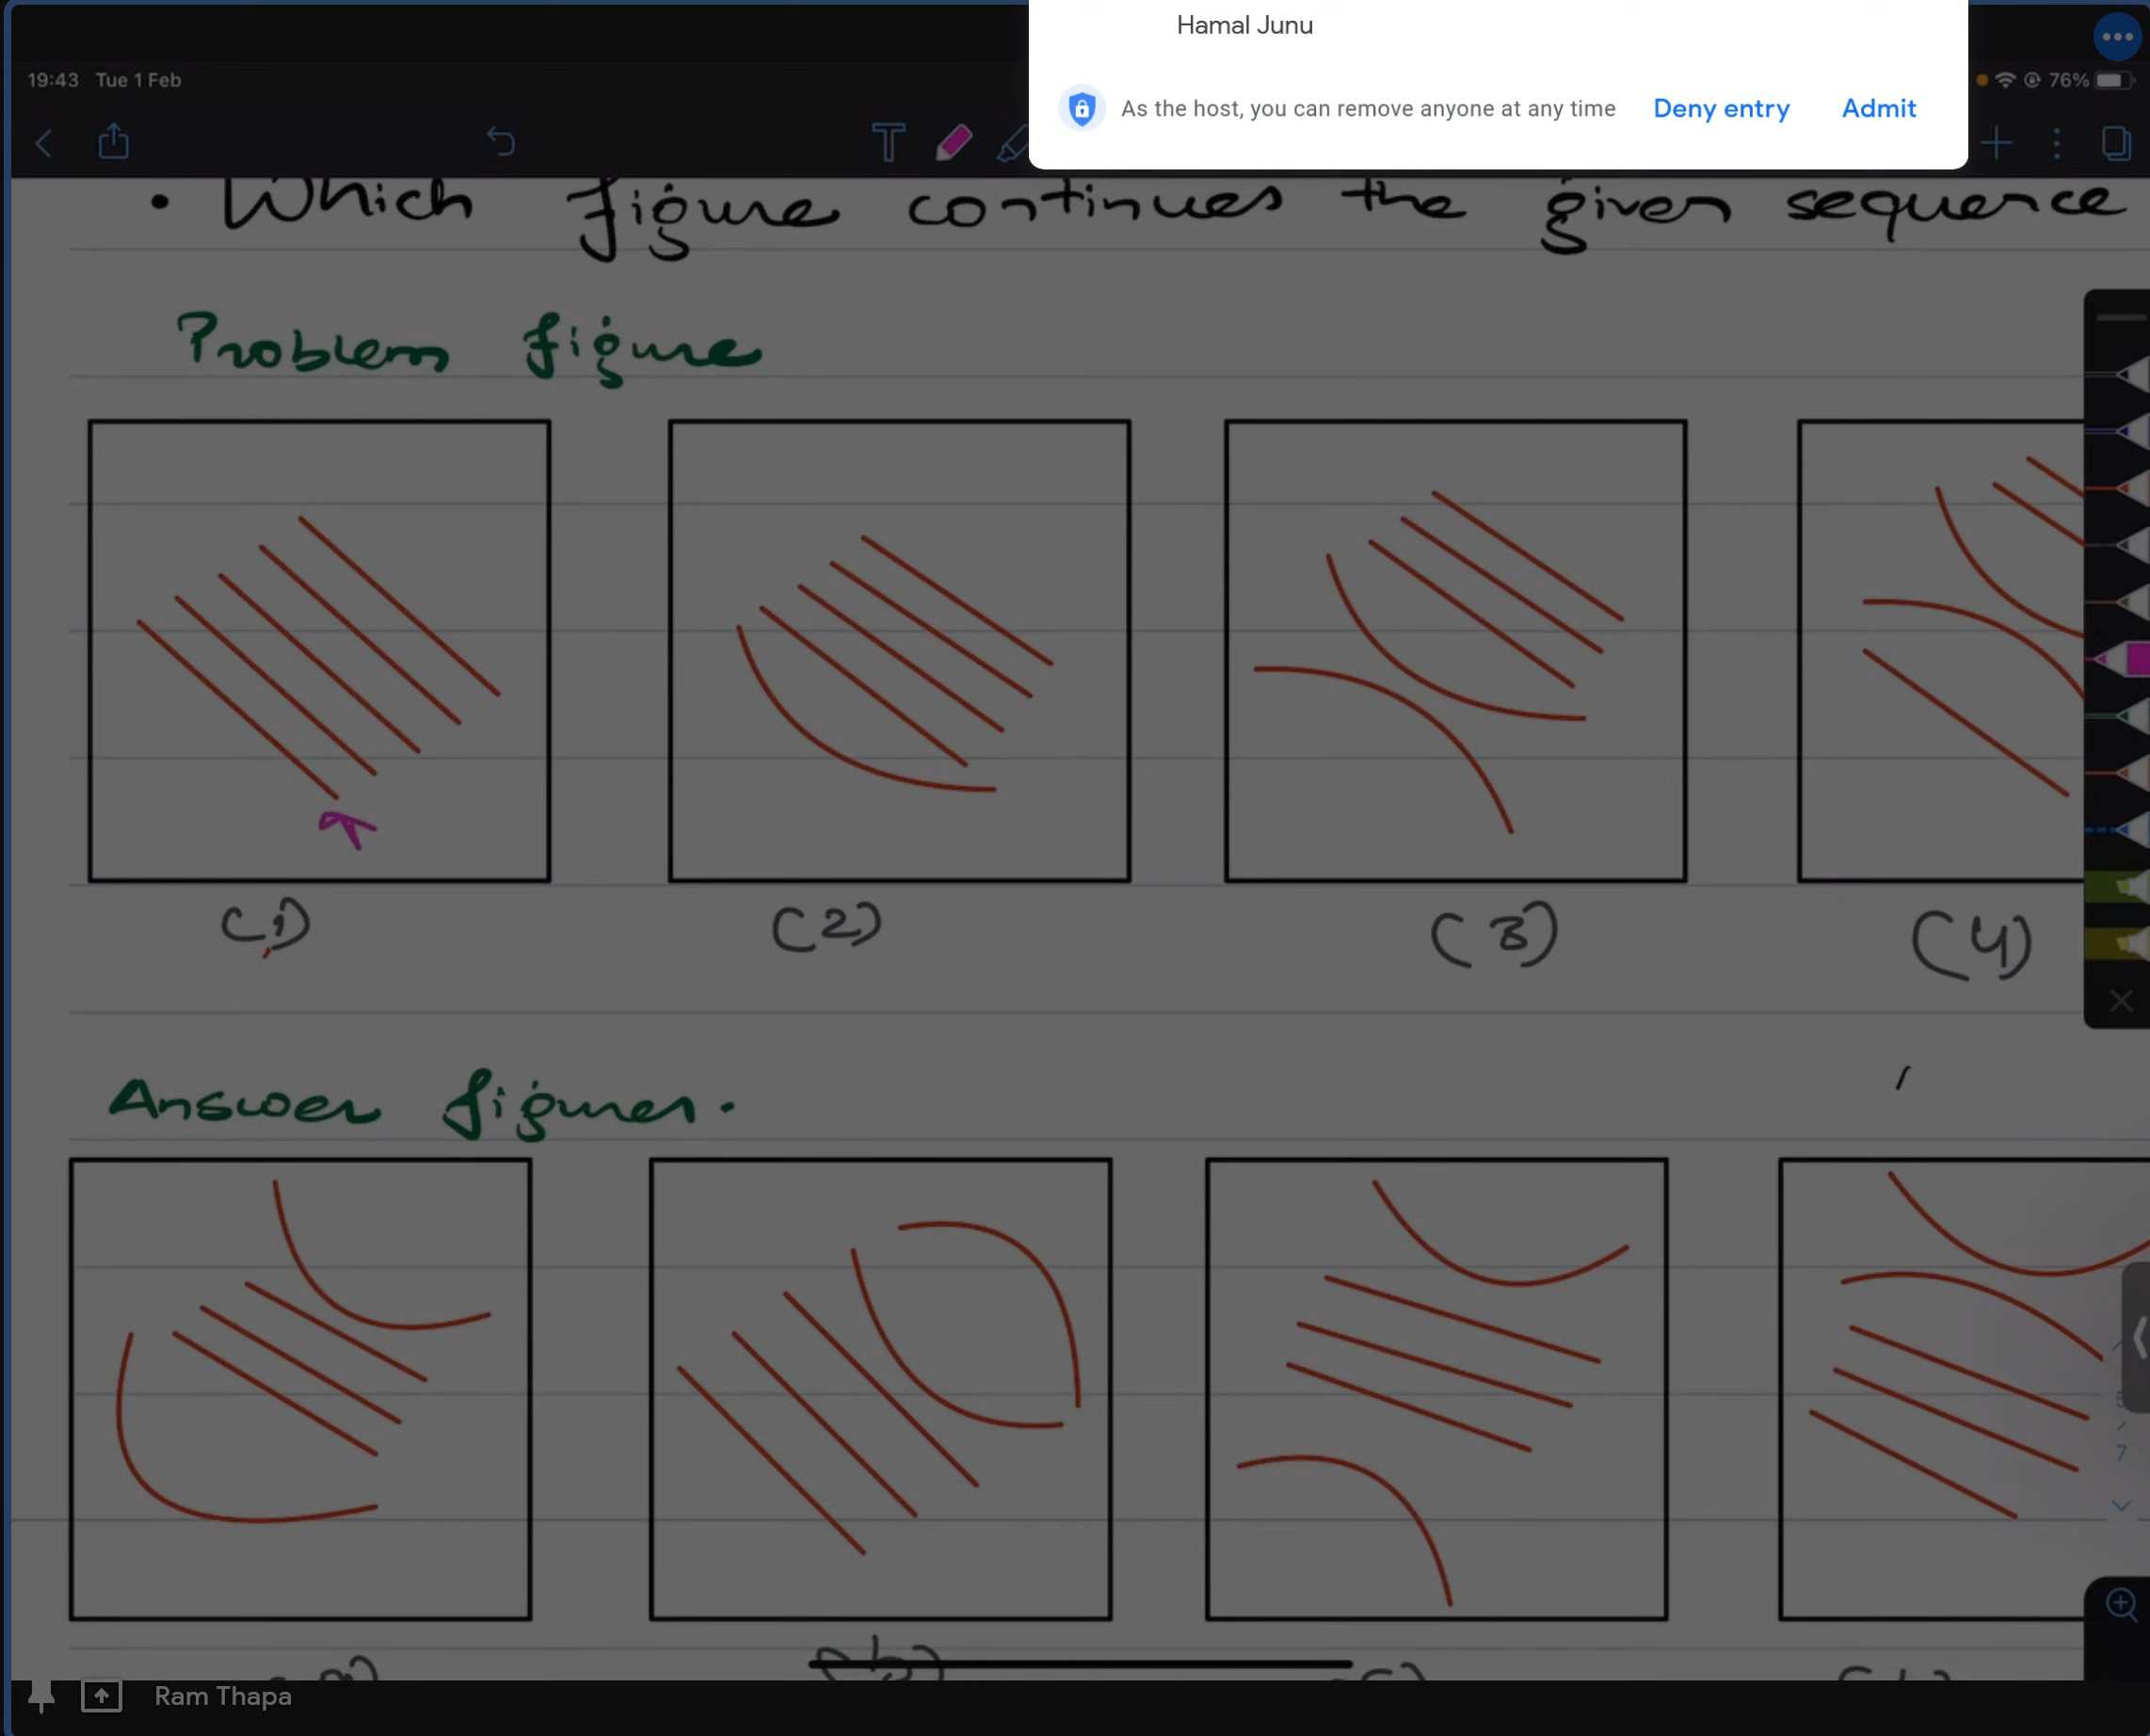 Hamal Junu
19:43 Tue 1 Feb
76%
As the host, you can remove anyone at any time Deny entry Admit
• Which figure continues the given sequence
Problem figure
(1) (2) (3) (4)
Answer figures.
7
Ram Thapa